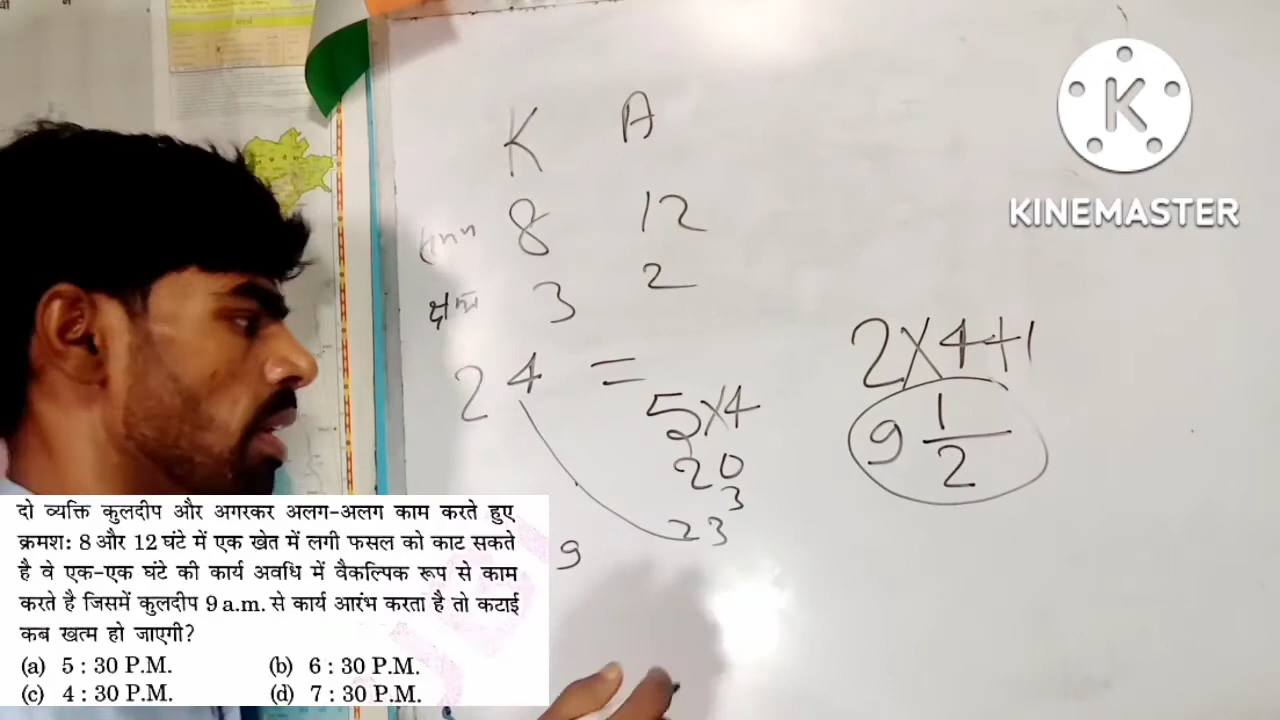 K A
8 12
3 2
24 =
5×4
20
3
23
9
2×4+1
9 1/2
KINEMASTER
दो व्यक्ति कुलदीप और अगरकर अलग-अलग काम करते हुए
क्रमश: 8 और 12 घंटे में एक खेत में लगी फसल को काट सकते
है वे एक-एक घंटे की कार्य अवधि में वैकल्पिक रूप से काम
करते है जिसमें कुलदीप 9 a.m. से कार्य आरंभ करता है तो कटाई
कब खत्म हो जाएगी?
(a) 5 : 30 P.M. (b) 6 : 30 P.M.
(c) 4 : 30 P.M. (d) 7 : 30 P.M.